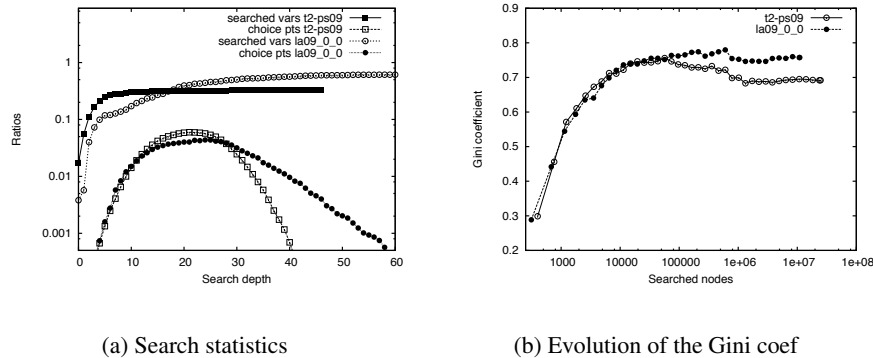 searched vars t2-ps09
choice pts t2-ps09
searched vars la09_0_0
choice pts la09_0_0
1
0.1
0.01
0.001
Ratios
0 10 20 30 40 50 60
Search depth
(a) Search statistics
t2-ps09
la09_0_0
0.9
0.8
0.7
0.6
0.5
0.4
0.3
0.2
Gini coefficient
1000 10000 100000 1e+06 1e+07 1e+08
Searched nodes
(b) Evolution of the Gini coef